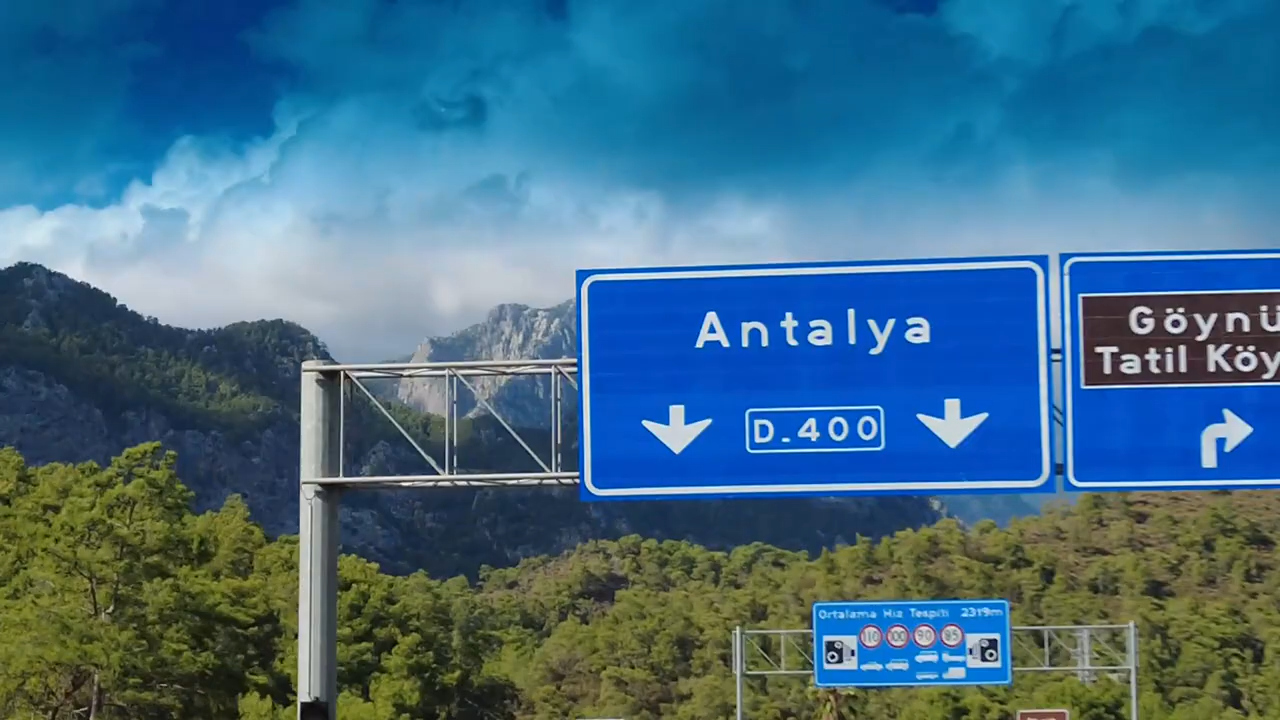 Antalya
D-400
Göynü
Tatil Köy
Ortalama Hız Tespiti 2319m
110 100 90 85